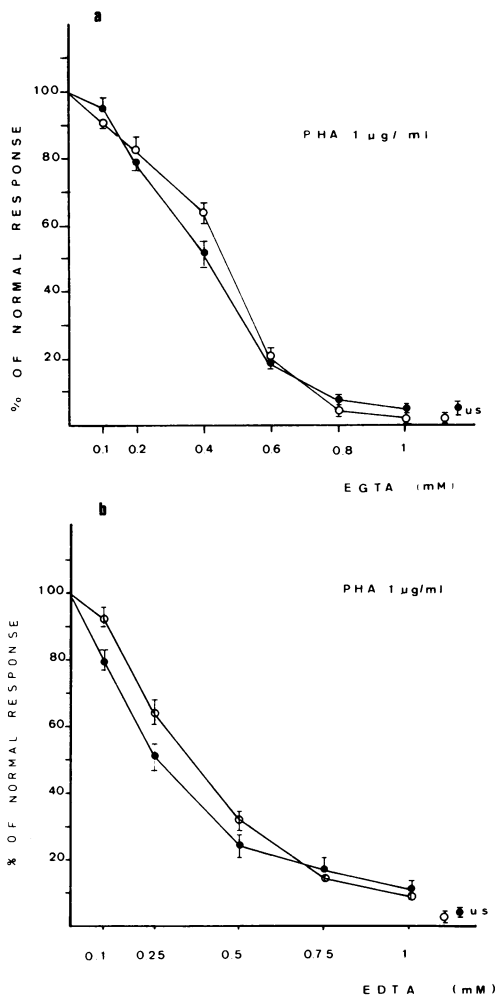 a
% OF NORMAL RESPONSE
100
80
60
40
20
PHA 1 µg/ ml
us
0.1 0.2 0.4 0.6 0.8 1
EGTA (mM)
b
% OF NORMAL RESPONSE
100
80
60
40
20
PHA 1 µg/ml
us
0.1 0.25 0.5 0.75 1
EDTA (mM)